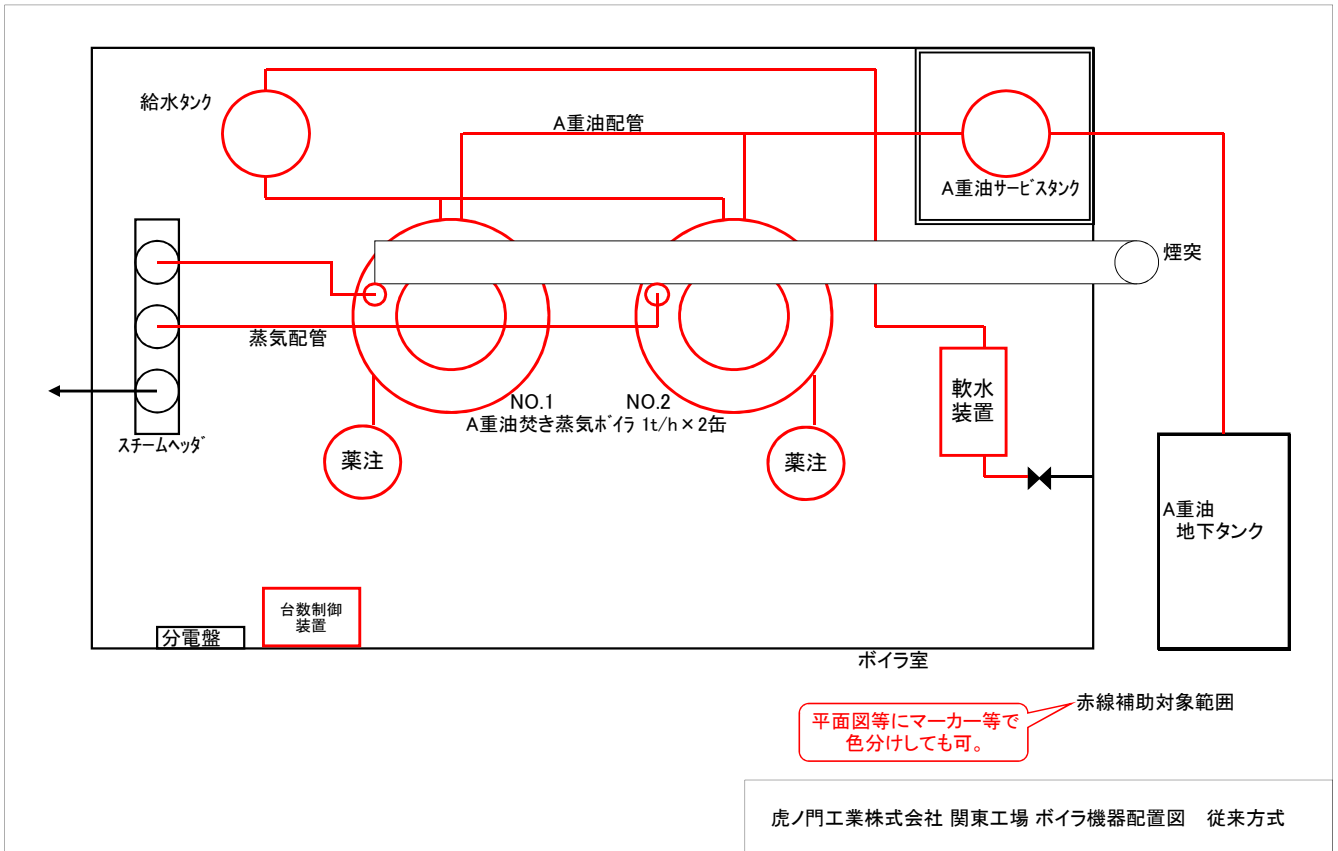 給水タンク
A重油配管
A重油サービスタンク
煙突
蒸気配管
NO.1
NO.2
A重油焚き蒸気ボイラ 1t/h×2缶
軟水
装置
スチームヘッダ
薬注
薬注
A重油
地下タンク
台数制御
装置
分電盤
ボイラ室
赤線補助対象範囲
平面図等にマーカー等で
色分けしても可。
虎ノ門工業株式会社 関東工場 ボイラ機器配置図 従来方式